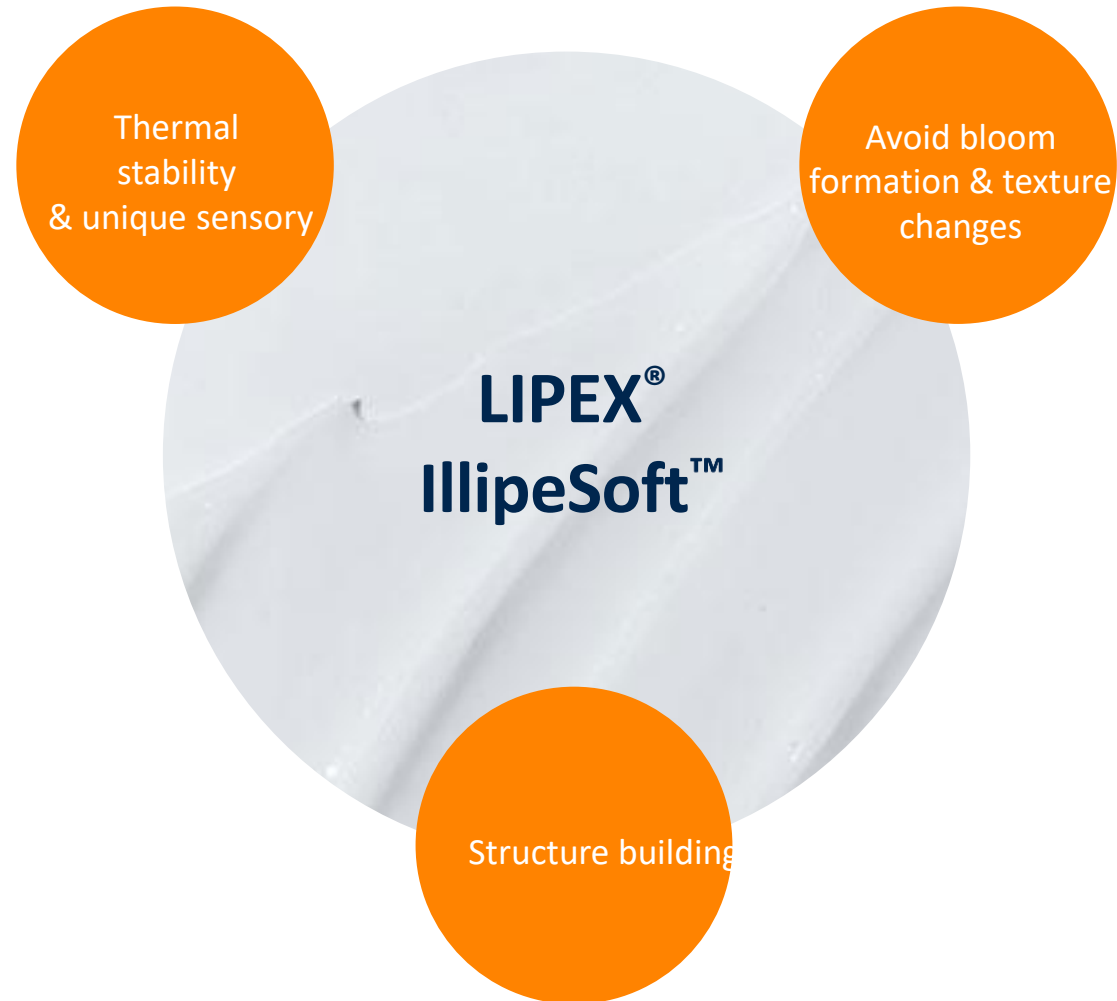 Thermal
stability
& unique sensory
Avoid bloom
formation & texture
changes
LIPEX®
IllipeSoft™
Structure building